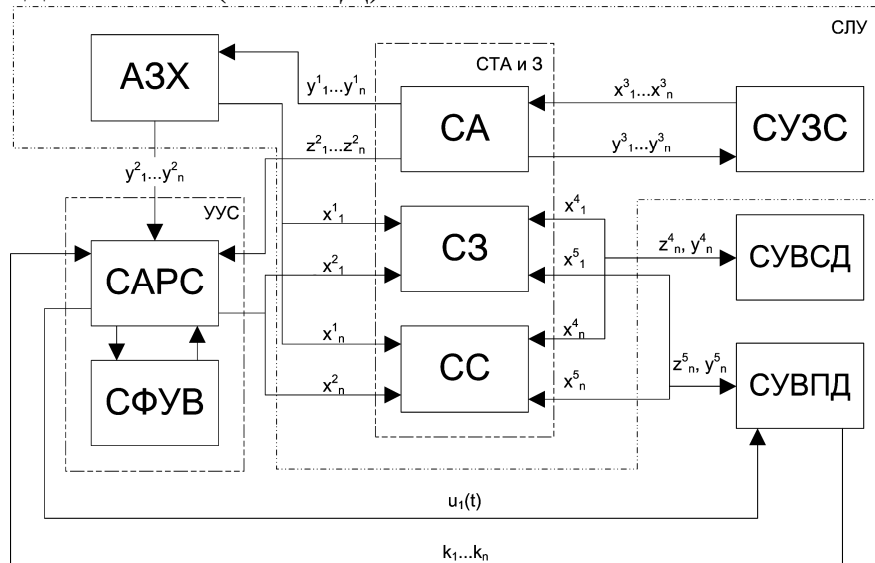 СЛУ
СТА и З
АЗХ
СА
СУЗС
y¹₁...y¹ₙ
x³₁...x³ₙ
z²₁...z²ₙ
y³₁...y³ₙ
y²₁...y²ₙ
УУС
x¹₁
x⁴₁
САРС
СЗ
СУВСД
z⁴ₙ, y⁴ₙ
x²₁
x⁵₁
x¹ₙ
x⁴ₙ
СФУВ
СС
СУВПД
z⁵ₙ, y⁵ₙ
x²ₙ
x⁵ₙ
u₁(t)
k₁...kₙ